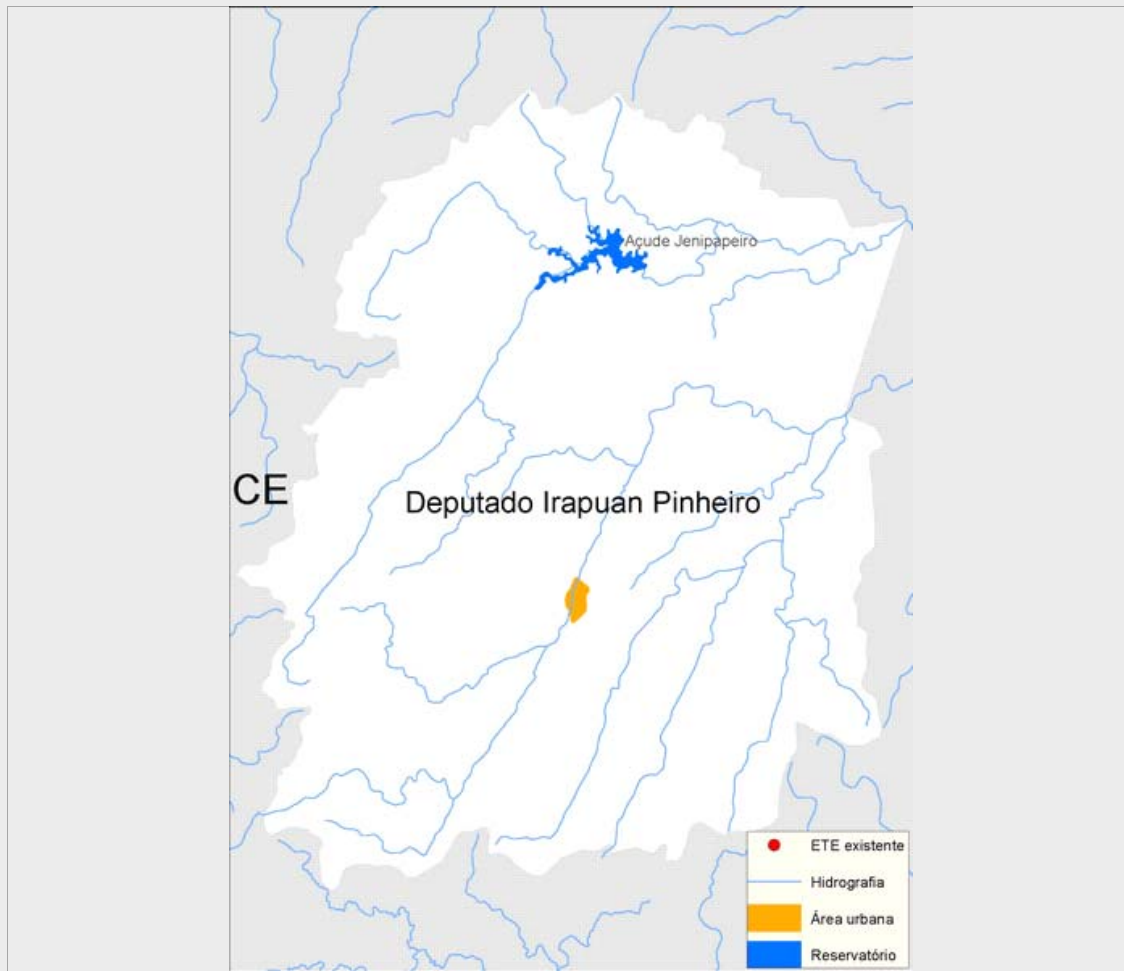 Açude Jenipapeiro
CE
Deputado Irapuan Pinheiro
ETE existente
Hidrografia
Área urbana
Reservatório